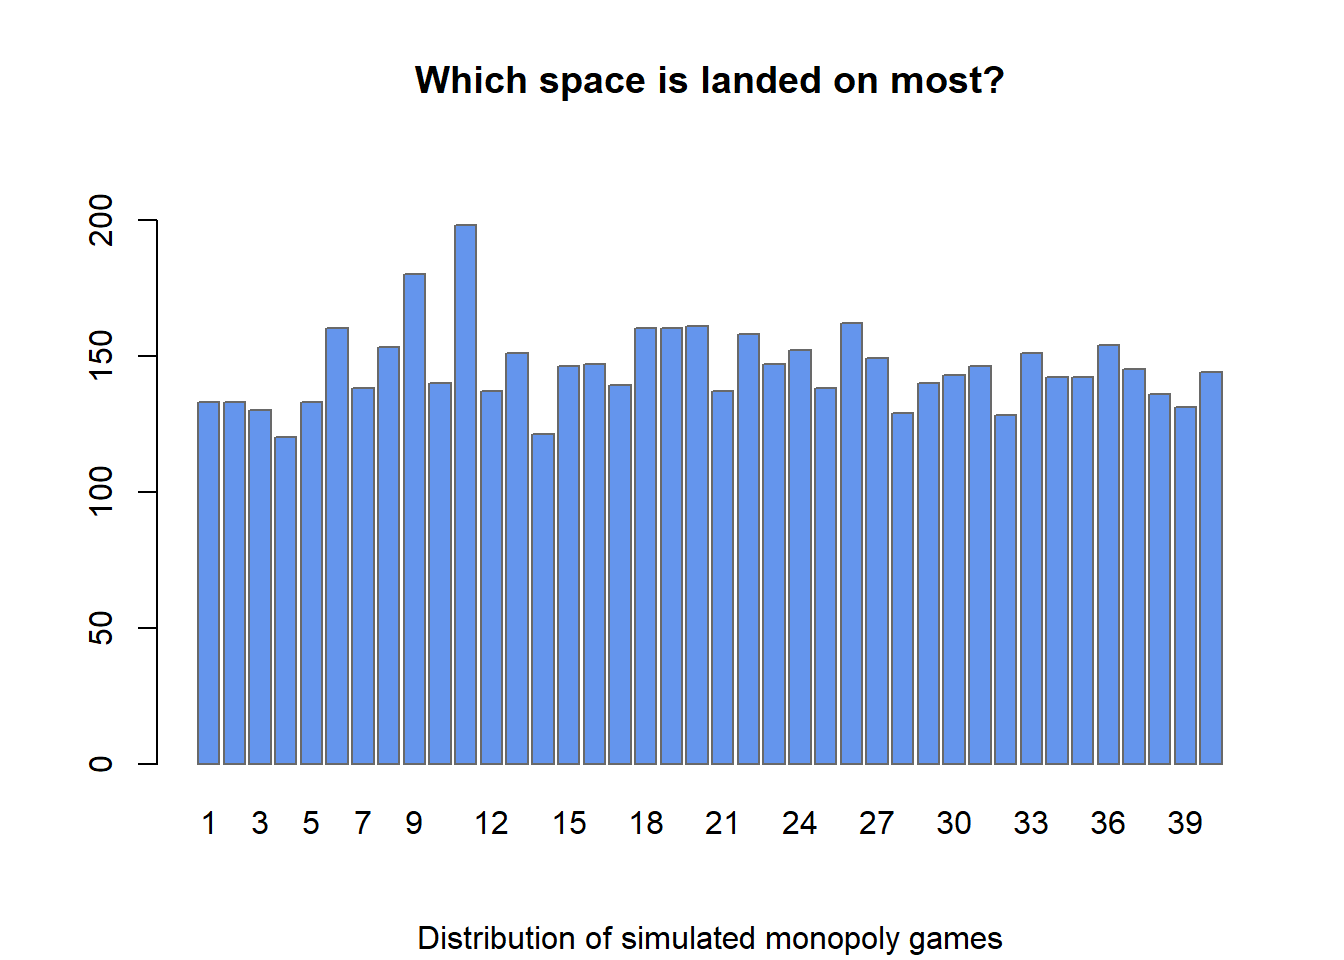 Which space is landed on most?
200
150
100
50
0
1 3 5 7 9 12 15 18 21 24 27 30 33 36 39
Distribution of simulated monopoly games